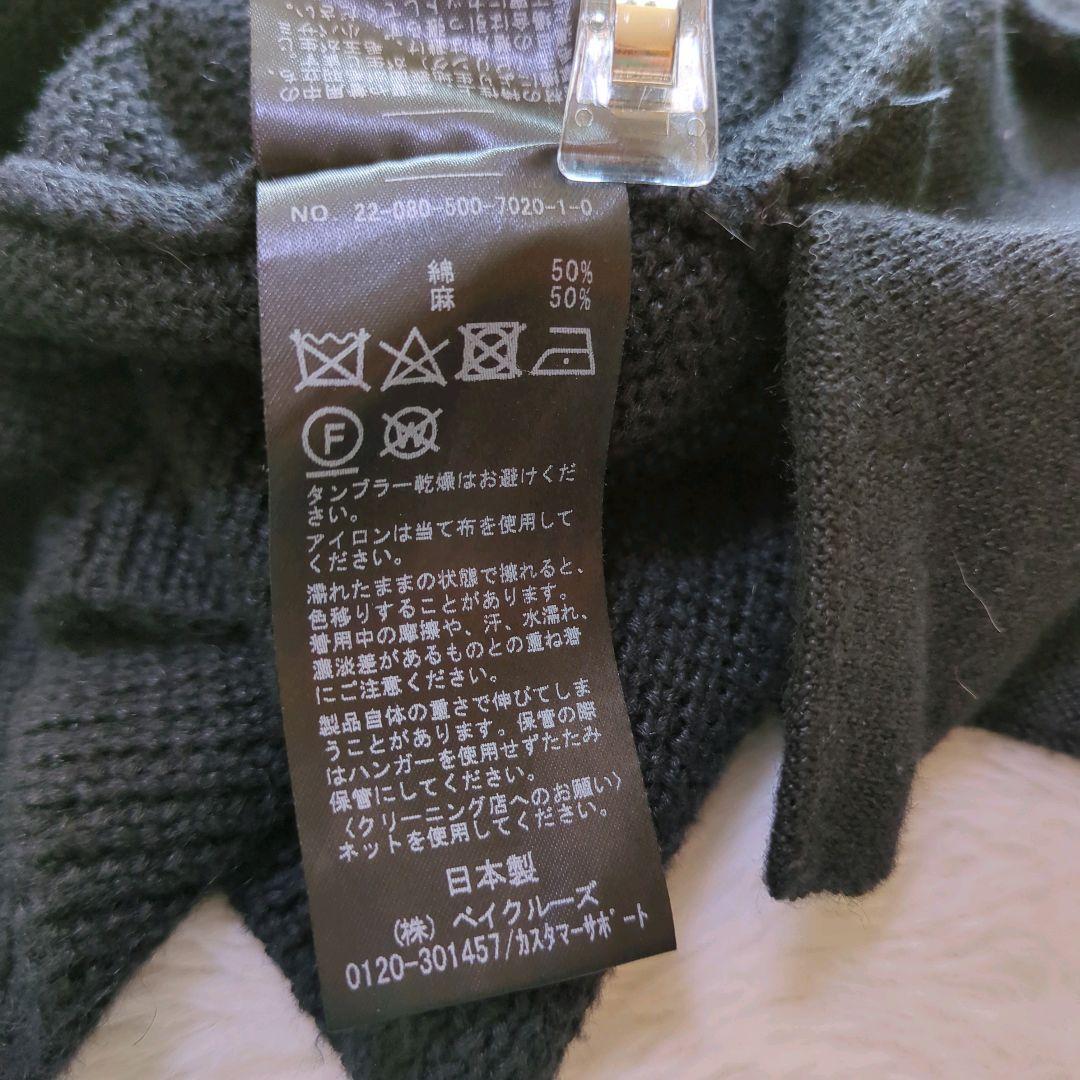 NO. 22-080-500-7020-1-0
綿 50%
麻 50%
F W
タンブラー乾燥はお避けくだ
さい。
アイロンは当て布を使用して
ください。
濡れたままの状態で擦れると、
色移りすることがあります。
着用中の摩擦や、汗、水濡れ、
濃淡差があるものとの重ね着
にご注意ください。
製品自体の重さで伸びてしま
うことがあります。保管の際
はハンガーを使用せずたたみ
保管にしてください。
〈クリーニング店へのお願い〉
ネットを使用してください。
日本製
(株) ベイクルーズ
0120-301457/カスタマーサポート